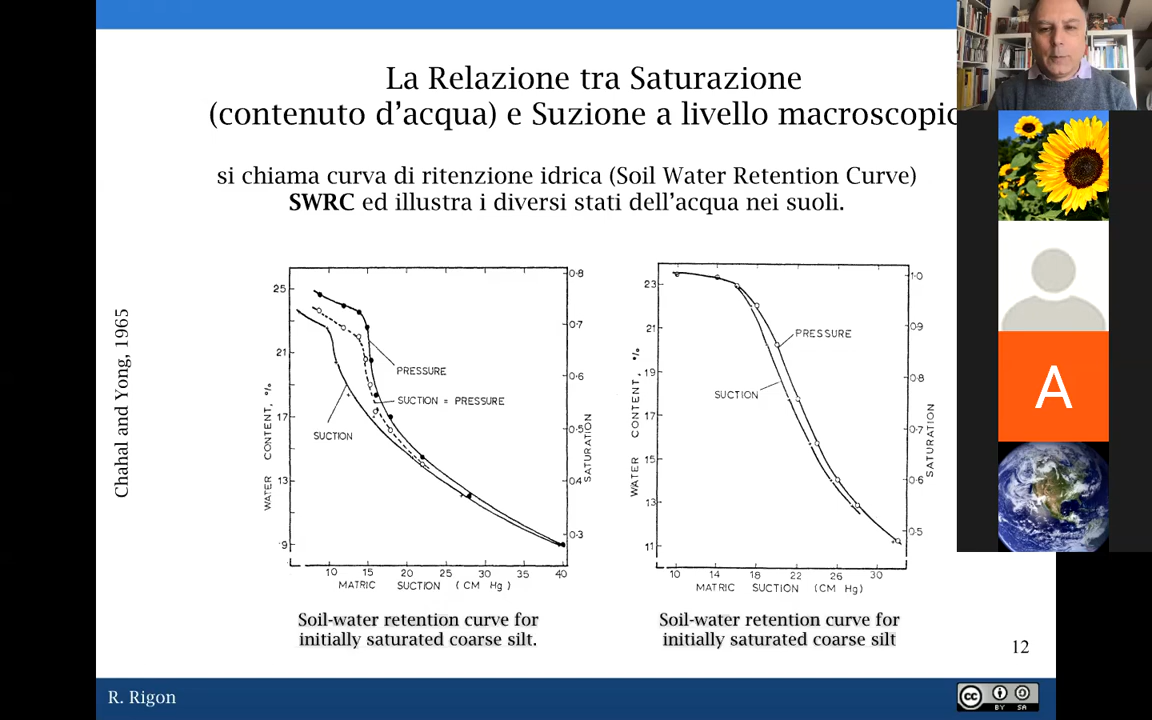 La Relazione tra Saturazione
(contenuto d'acqua) e Suzione a livello macroscopic
si chiama curva di ritenzione idrica (Soil Water Retention Curve)
SWRC ed illustra i diversi stati dell'acqua nei suoli.
Chahal and Yong, 1965
WATER CONTENT, %
25
21
17
13
9
PRESSURE
SUCTION = PRESSURE
SUCTION
0·8
0·7
0·6
0·5
0·4
0·3
SATURATION
10 15 20 25 30 35 40
MATRIC SUCTION (CM Hg)
Soil-water retention curve for
initially saturated coarse silt.
WATER CONTENT, %
23
21
19
17
15
13
11
PRESSURE
SUCTION
1·0
0·9
0·8
0·7
0·6
0·5
SATURATION
10 14 18 22 26 30
MATRIC SUCTION (CM Hg)
Soil-water retention curve for
initially saturated coarse silt
A
12
R. Rigon
cc
BY SA